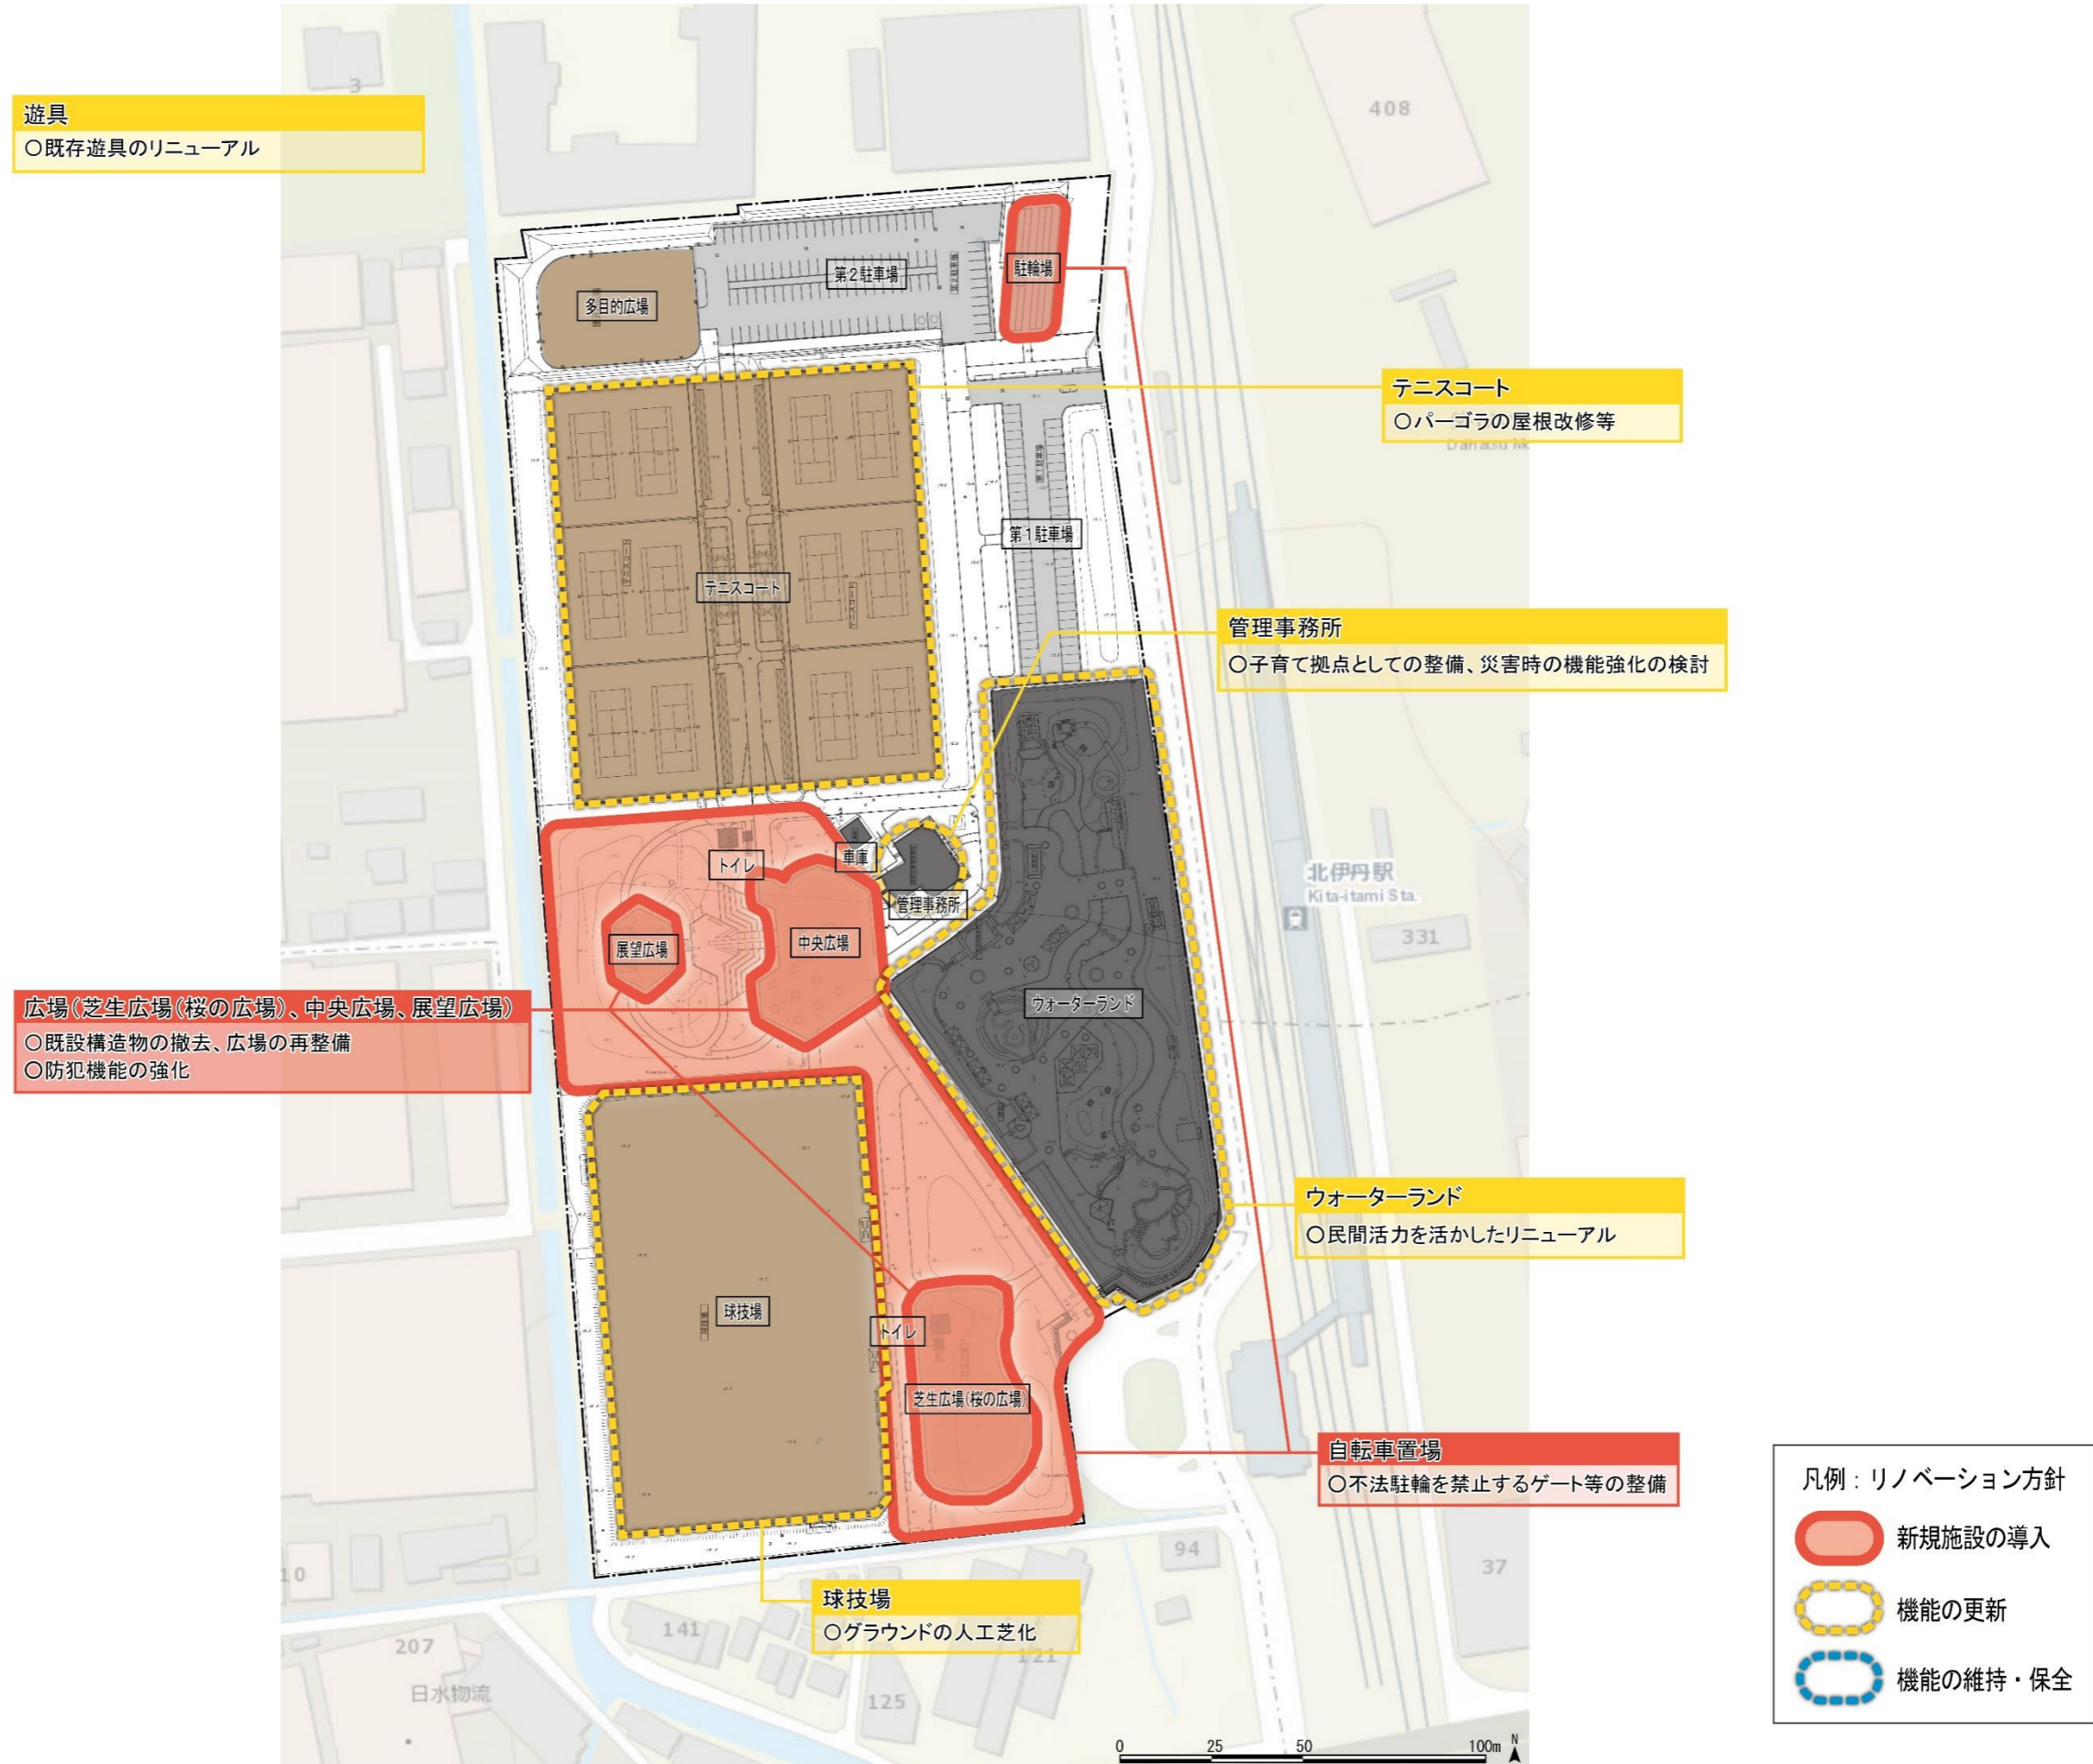 3
408
遊具
○既存遊具のリニューアル
第2駐車場
駐輪場
多目的広場
テニスコート
○パーゴラの屋根改修等
第1駐車場
テニスコート
管理事務所
○子育て拠点としての整備、災害時の機能強化の検討
トイレ
車庫
管理事務所
北伊丹駅
Kita-itami Sta.
331
展望広場
中央広場
ウォーターランド
広場(芝生広場(桜の広場)、中央広場、展望広場)
○既設構造物の撤去、広場の再整備
○防犯機能の強化
ウォーターランド
○民間活力を活かしたリニューアル
球技場
トイレ
芝生広場(桜の広場)
自転車置場
○不法駐輪を禁止するゲート等の整備
凡例:リノベーション方針
新規施設の導入
機能の更新
機能の維持・保全
94
37
10
球技場
○グラウンドの人工芝化
141
121
207
日水物流
125
0 25 50 100m
N